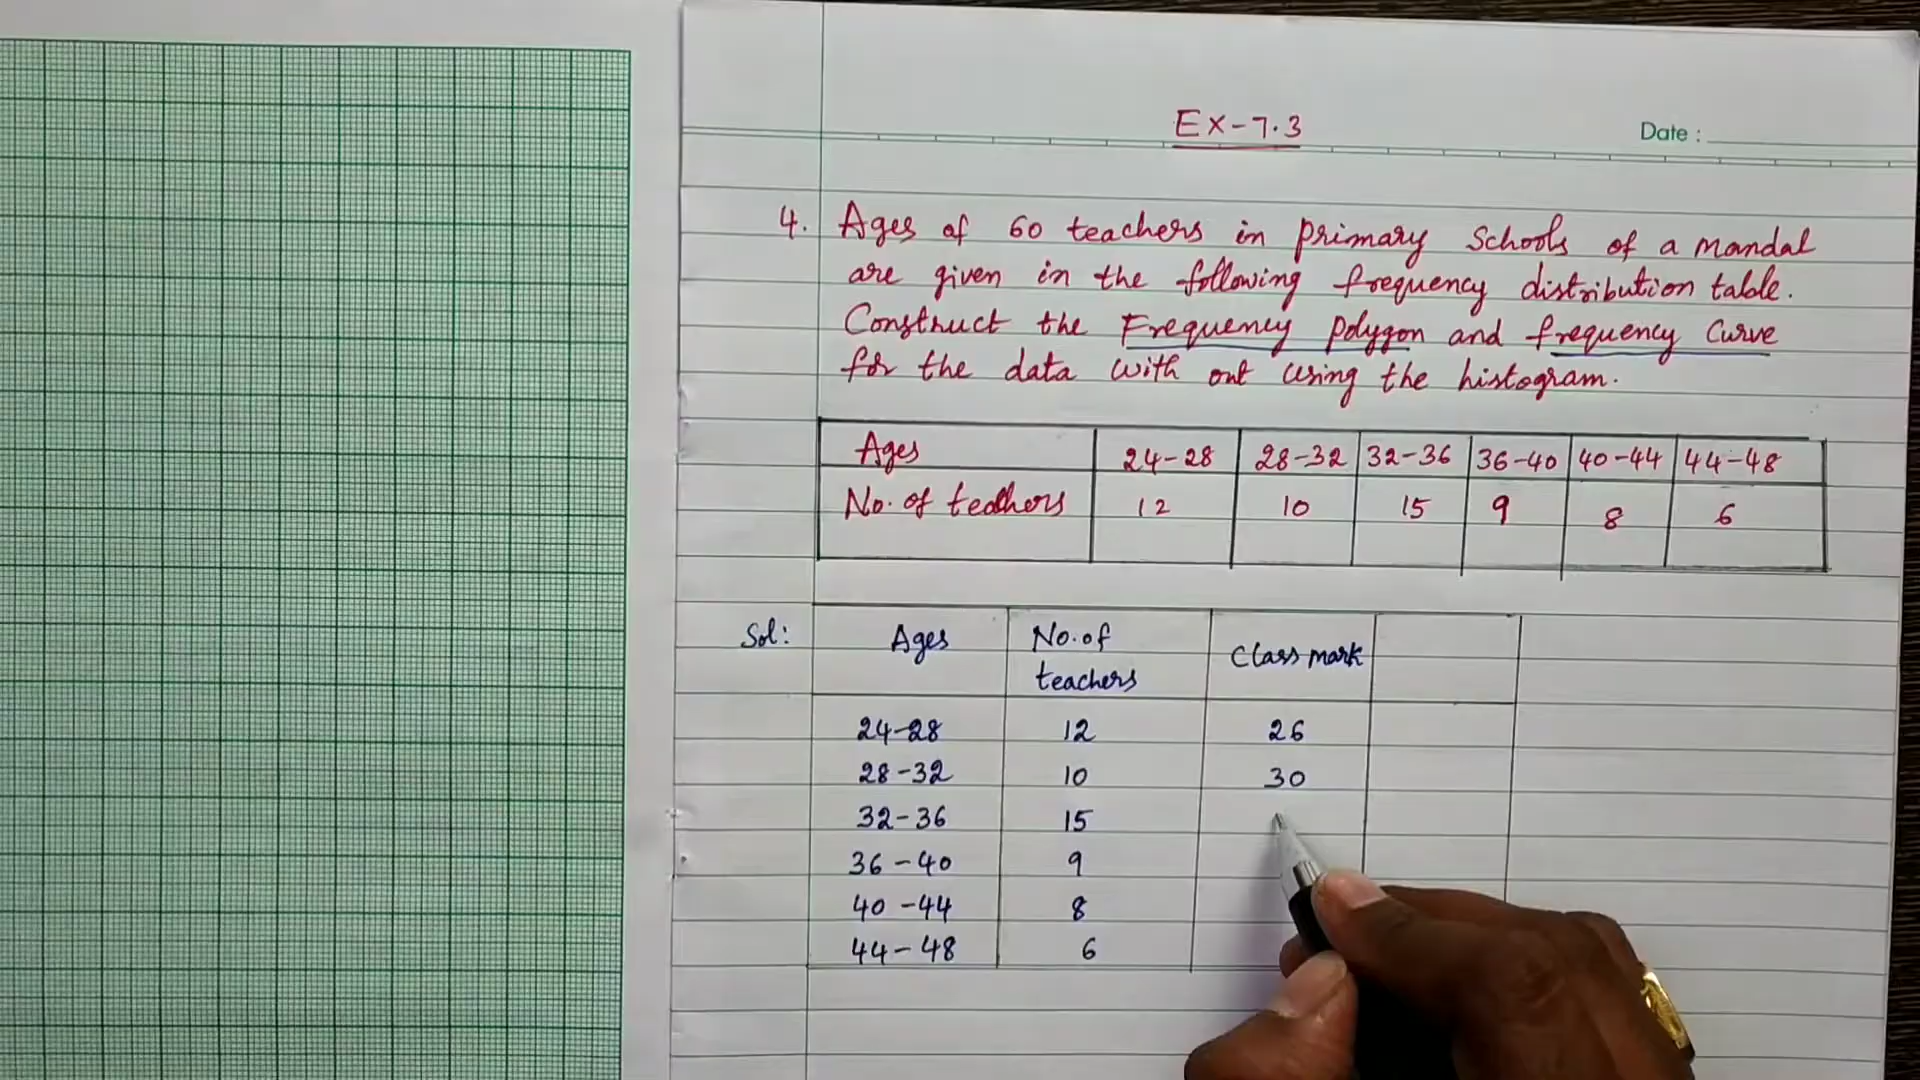 Ex-7.3
Date :
4. Ages of 60 teachers in primary Schools of a mandal
are given in the following frequency distribution table.
Construct the Frequency polygon and frequency Curve
for the data with out using the histogram.
Ages 24-28 28-32 32-36 36-40 40-44 44-48
No. of teachers 12 10 15 9 8 6
Sol: Ages No. of teachers Class mark
24-28 12 26
28-32 10 30
32-36 15
36-40 9
40-44 8
44-48 6